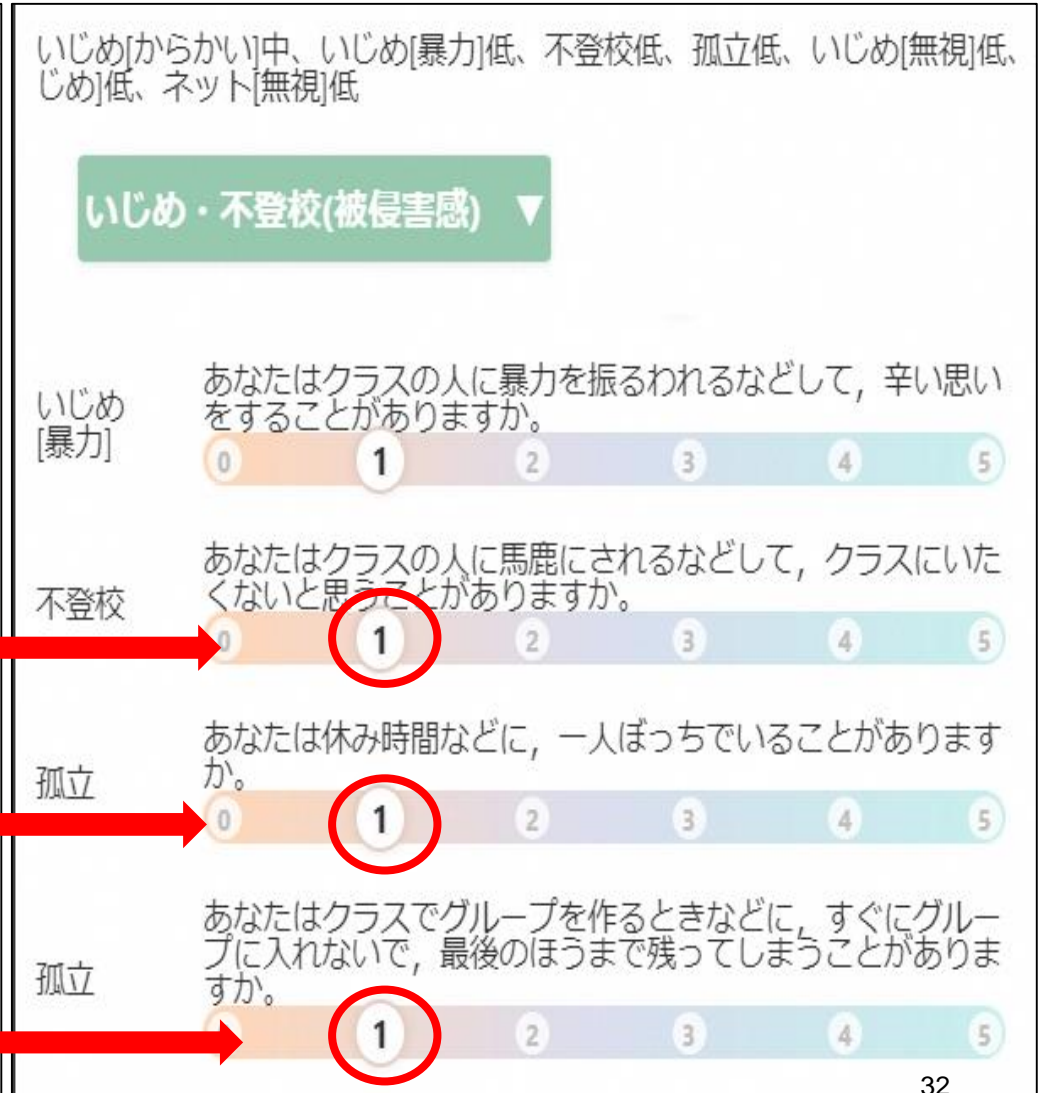 いじめ[からかい]中、いじめ[暴力]低、不登校低、孤立低、いじめ[無視]低、
じめ]低、ネット[無視]低
いじめ・不登校(被侵害感) ▼
いじめ
[暴力]
あなたはクラスの人に暴力を振るわれるなどして，辛い思い
をすることがありますか。
0 1 2 3 4 5
不登校
あなたはクラスの人に馬鹿にされるなどして，クラスにいた
くないと思うことがありますか。
0 1 2 3 4 5
孤立
あなたは休み時間などに，一人ぼっちでいることがあります
か。
0 1 2 3 4 5
孤立
あなたはクラスでグループを作るときなどに，すぐにグルー
プに入れないで，最後のほうまで残ってしまうことがありま
すか。
1 2 3 4 5
32